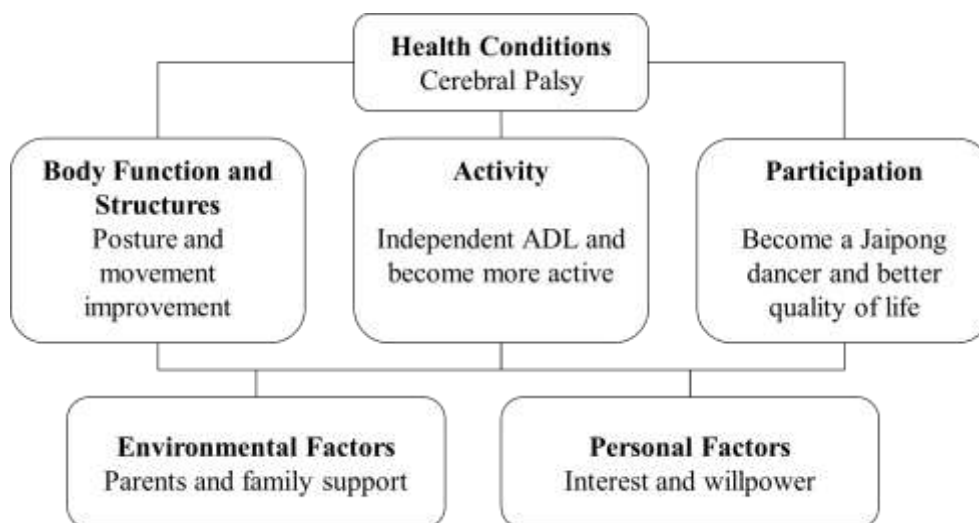 Health Conditions
Cerebral Palsy
Body Function and
Structures
Posture and
movement
improvement
Activity
Independent ADL and
become more active
Participation
Become a Jaipong
dancer and better
quality of life
Environmental Factors
Parents and family support
Personal Factors
Interest and willpower